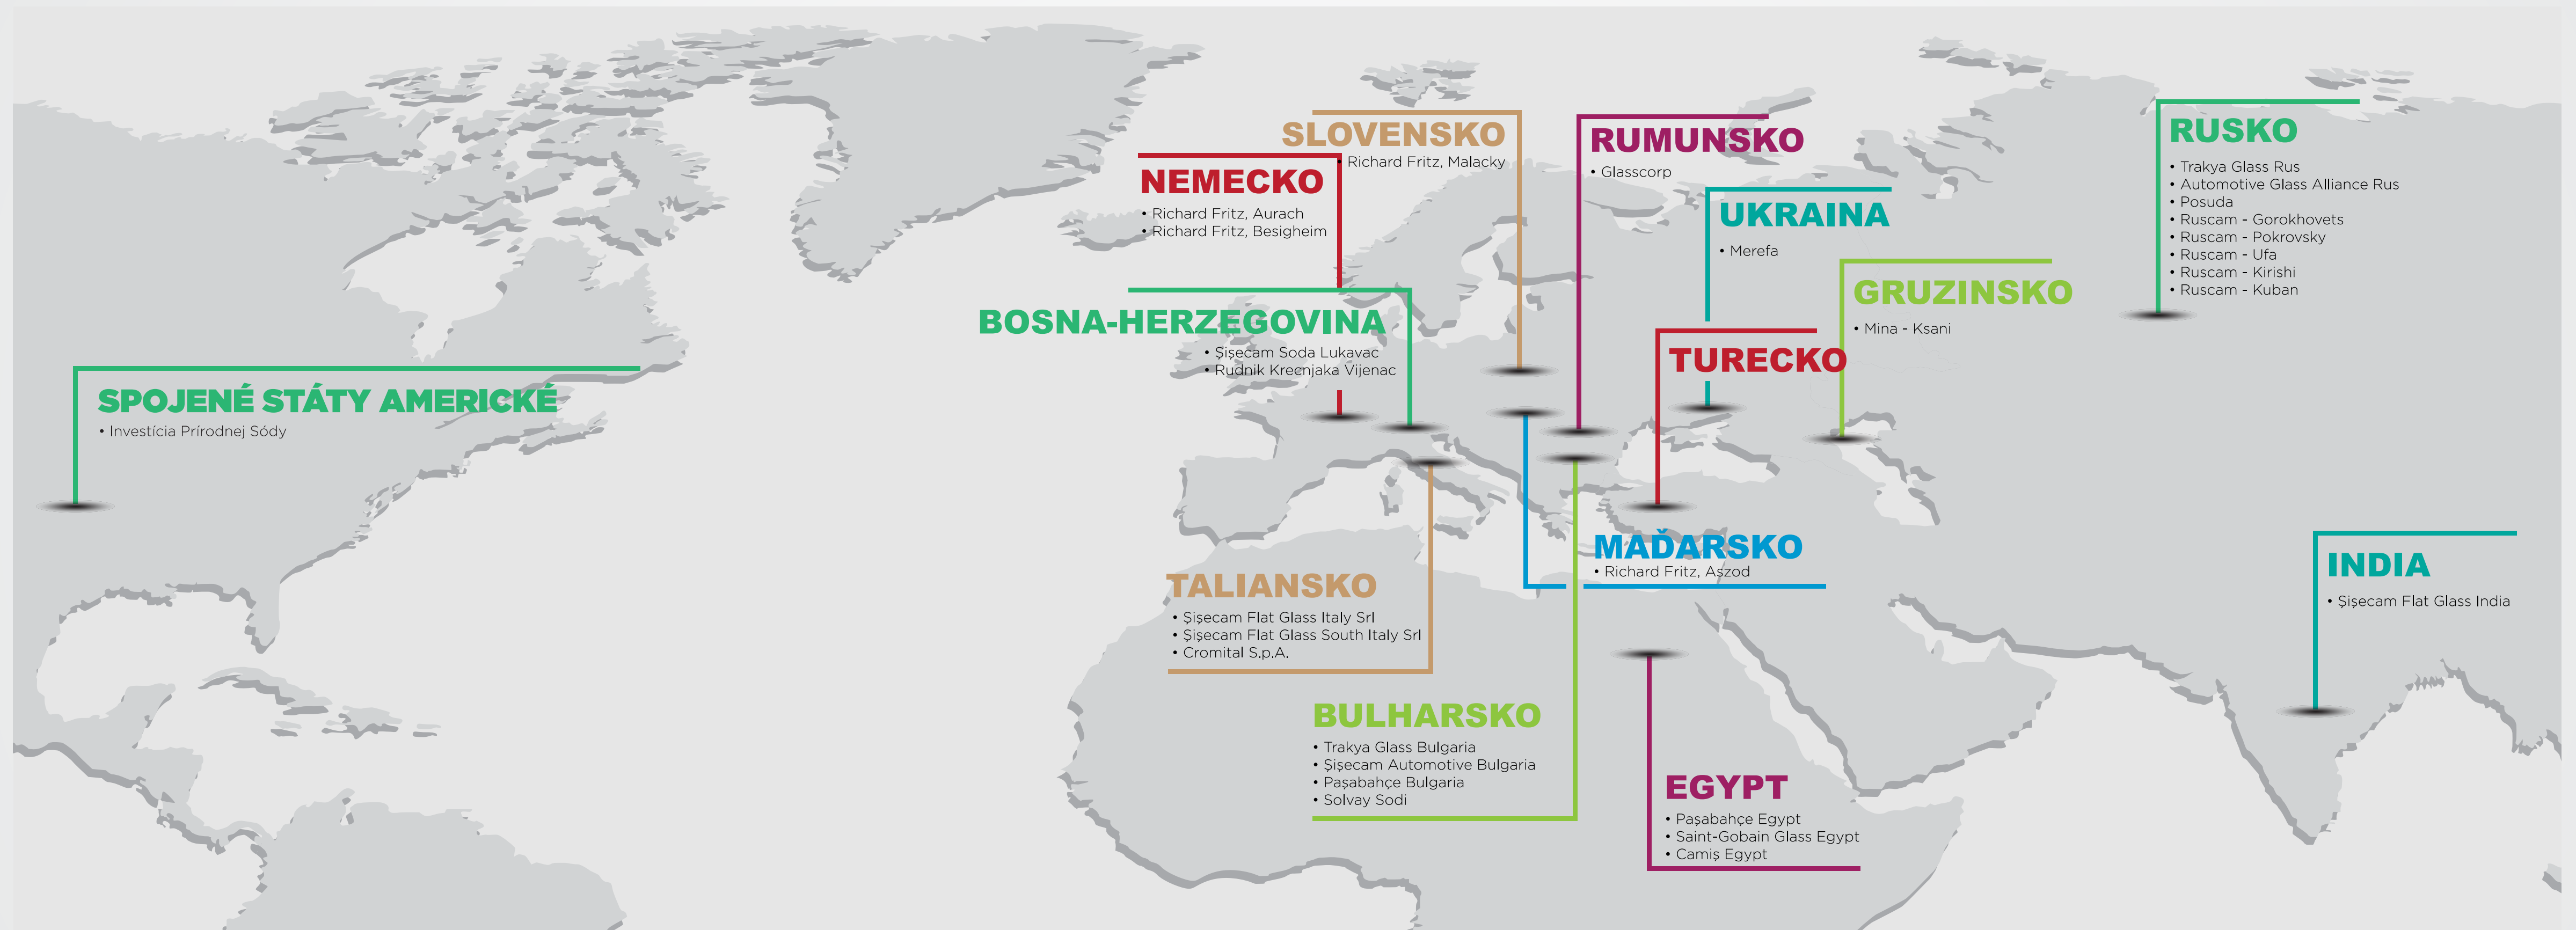 SPOJENÉ STÁTY AMERICKÉ
• Investícia Prírodnej Sódy
NEMECKO
• Richard Fritz, Aurach
• Richard Fritz, Besigheim
SLOVENSKO
• Richard Fritz, Malacky
RUMUNSKO
• Glasscorp
UKRAINA
• Merefa
RUSKO
• Trakya Glass Rus
• Automotive Glass Alliance Rus
• Posuda
• Ruscam - Gorokhovets
• Ruscam - Pokrovsky
• Ruscam - Ufa
• Ruscam - Kirishi
• Ruscam - Kuban
BOSNA-HERZEGOVINA
• Şişecam Soda Lukavac
• Rudnik Krecnjaka Vijenac
GRUZINSKO
• Mina - Ksani
TURECKO
TALIANSKO
• Şişecam Flat Glass Italy Srl
• Şişecam Flat Glass South Italy Srl
• Cromital S.p.A.
MAĎARSKO
• Richard Fritz, Aszod
INDIA
• Şişecam Flat Glass India
BULHARSKO
• Trakya Glass Bulgaria
• Şişecam Automotive Bulgaria
• Paşabahçe Bulgaria
• Solvay Sodi
EGYPT
• Paşabahçe Egypt
• Saint-Gobain Glass Egypt
• Camiş Egypt